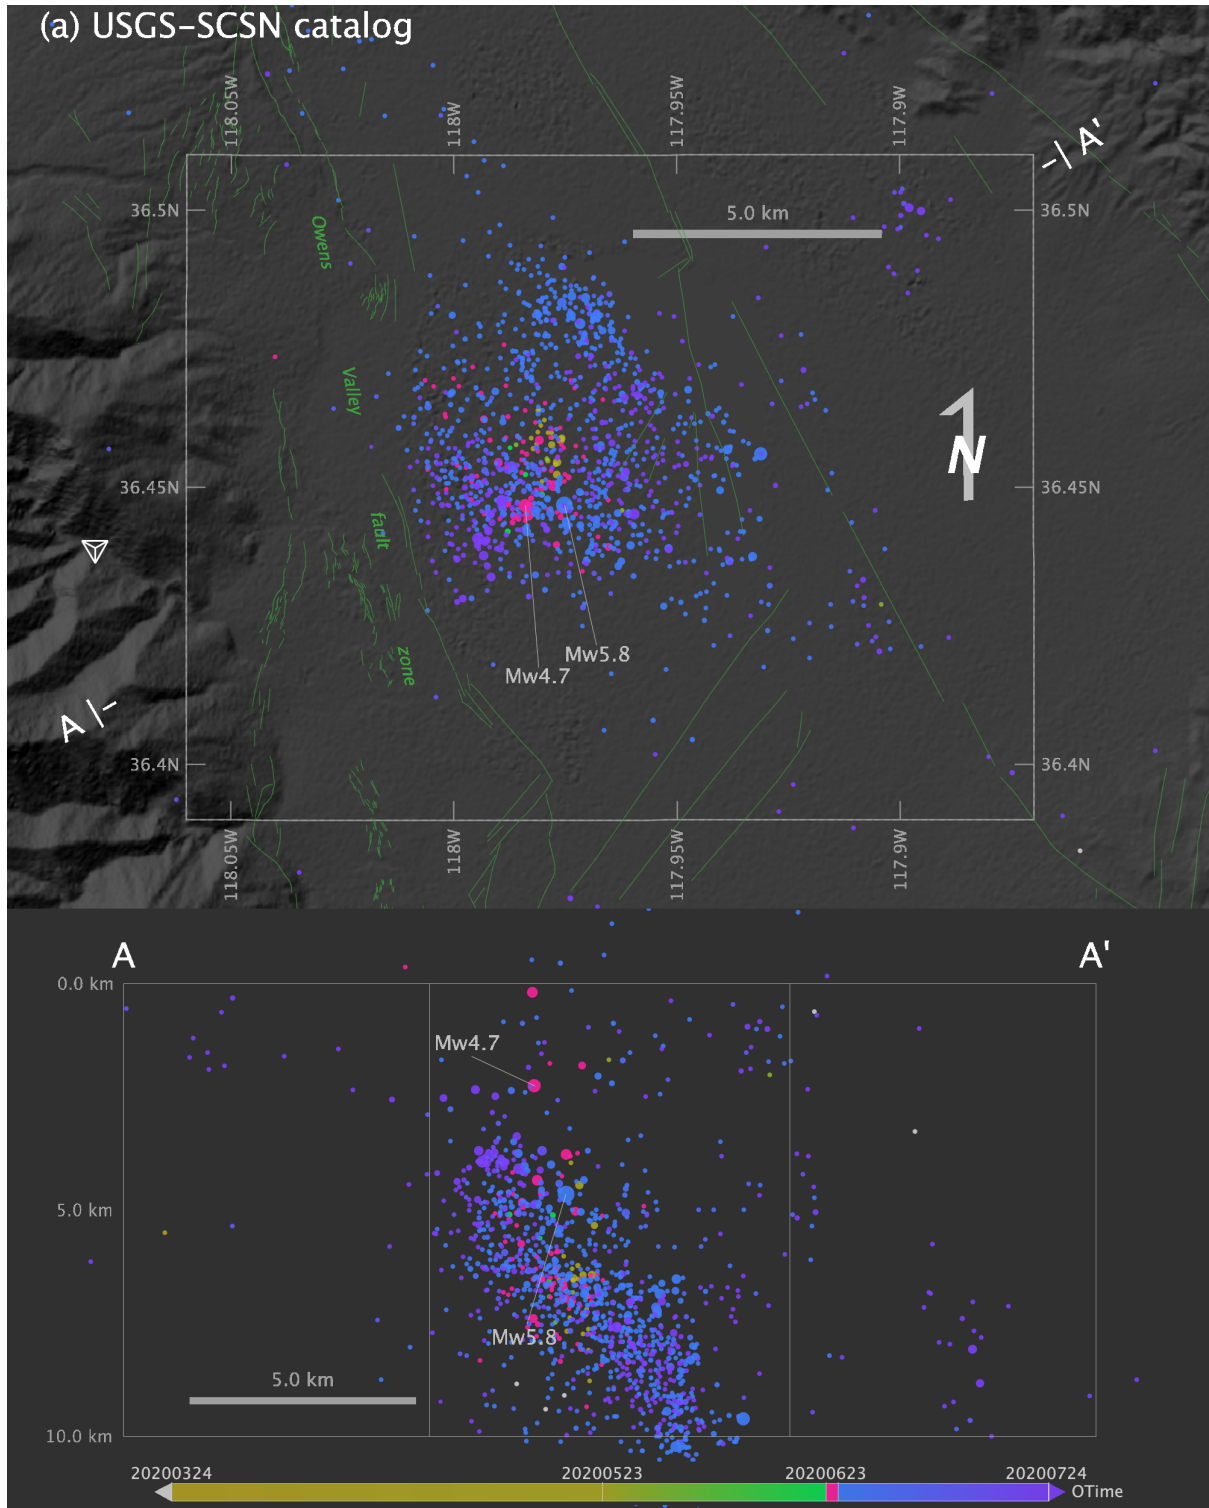 (a) USGS–SCSN catalog
118.05W
118W
117.95W
117.9W
A'
36.5N
36.5N
5.0 km
Owens
Valley
36.45N
36.45N
N
fault
zone
Mw5.8
Mw4.7
A
36.4N
36.4N
118.05W
118W
117.95W
117.9W
A
A'
0.0 km
Mw4.7
5.0 km
Mw5.8
5.0 km
10.0 km
20200324
20200523
20200623
20200724
OTime